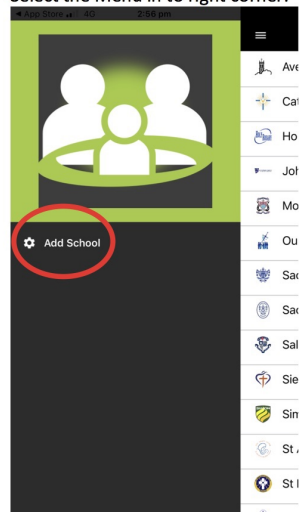 Select the Menu in to right corner.
◄ App Store 4G 2:56 pm
Add School
Ave
Cat
Ho
Joh
Mo
Ou
Sac
Sac
Sal
Sie
Sim
St
St